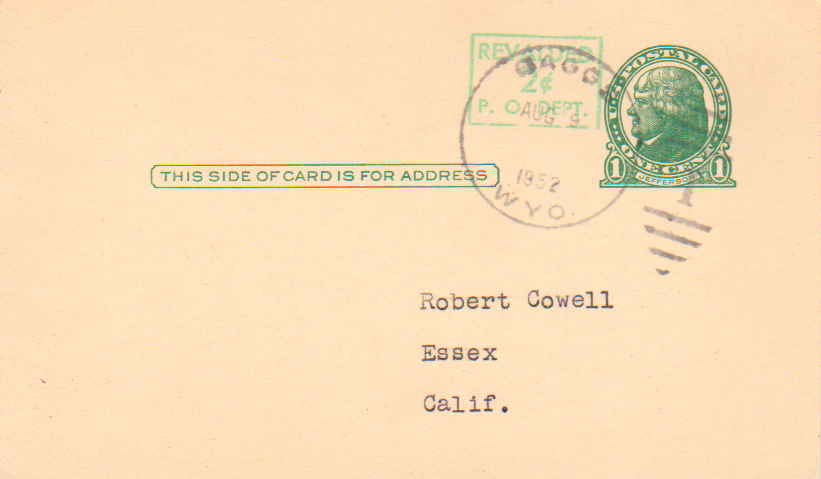 REVALUED
2¢
P. O. DEPT.
SAGGS
AUG 9
1952
WYO.
U.S. POSTAL CARD
ONE CENT
1 JEFFERSON 1
THIS SIDE OF CARD IS FOR ADDRESS
Robert Cowell
Essex
Calif.